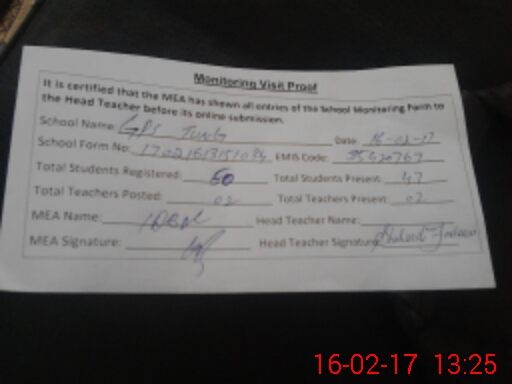 Monitoring Visit Proof
It is certified that the MEA has shewn all entries of the School Monitoring Form to
the Head Teacher before its online submission.
School Name: GPS Date: 16-02-17
School Form No: EMIS Code:
Total Students Registered: 50 Total Students Present: 47
Total Teachers Posted: 02 Total Teachers Present: 02
MEA Name: Head Teacher Name:
MEA Signature: Head Teacher Signature
16-02-17 13:25